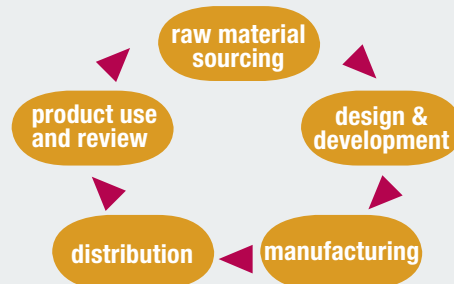 raw material
sourcing
design &
development
manufacturing
distribution
product use
and review